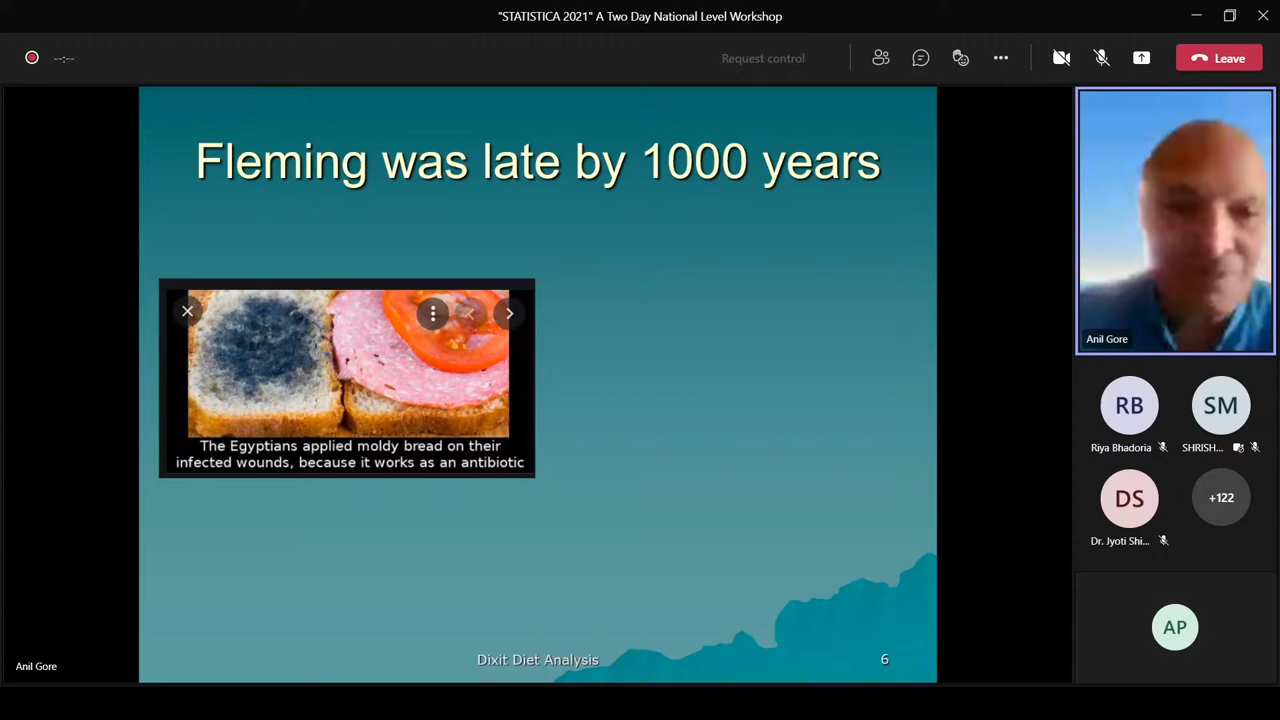 "STATISTICA 2021" A Two Day National Level Workshop
--:--
Request control
Leave
Fleming was late by 1000 years
The Egyptians applied moldy bread on their
infected wounds, because it works as an antibiotic
Dixit Diet Analysis
6
Anil Gore
Anil Gore
RB
SM
Riya Bhadoria
SHRISH...
DS
+122
Dr. Jyoti Shi...
AP